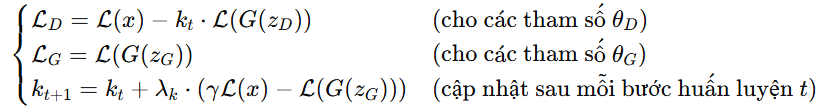 ℒ_D = ℒ(x) − k_t · ℒ(G(z_D)) (cho các tham số θ_D)
ℒ_G = ℒ(G(z_G)) (cho các tham số θ_G)
k_{t+1} = k_t + λ_k · (γℒ(x) − ℒ(G(z_G))) (cập nhật sau mỗi bước huấn luyện t)